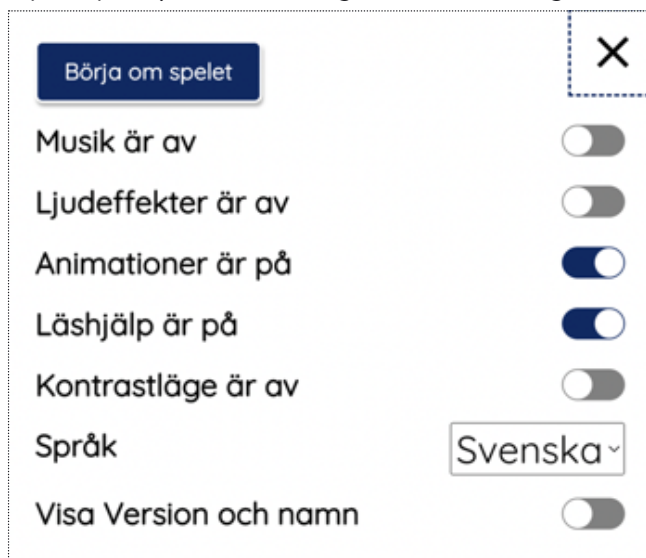 Börja om spelet
Musik är av
Ljudeffekter är av
Animationer är på
Läshjälp är på
Kontrastläge är av
Språk Svenska
Visa Version och namn